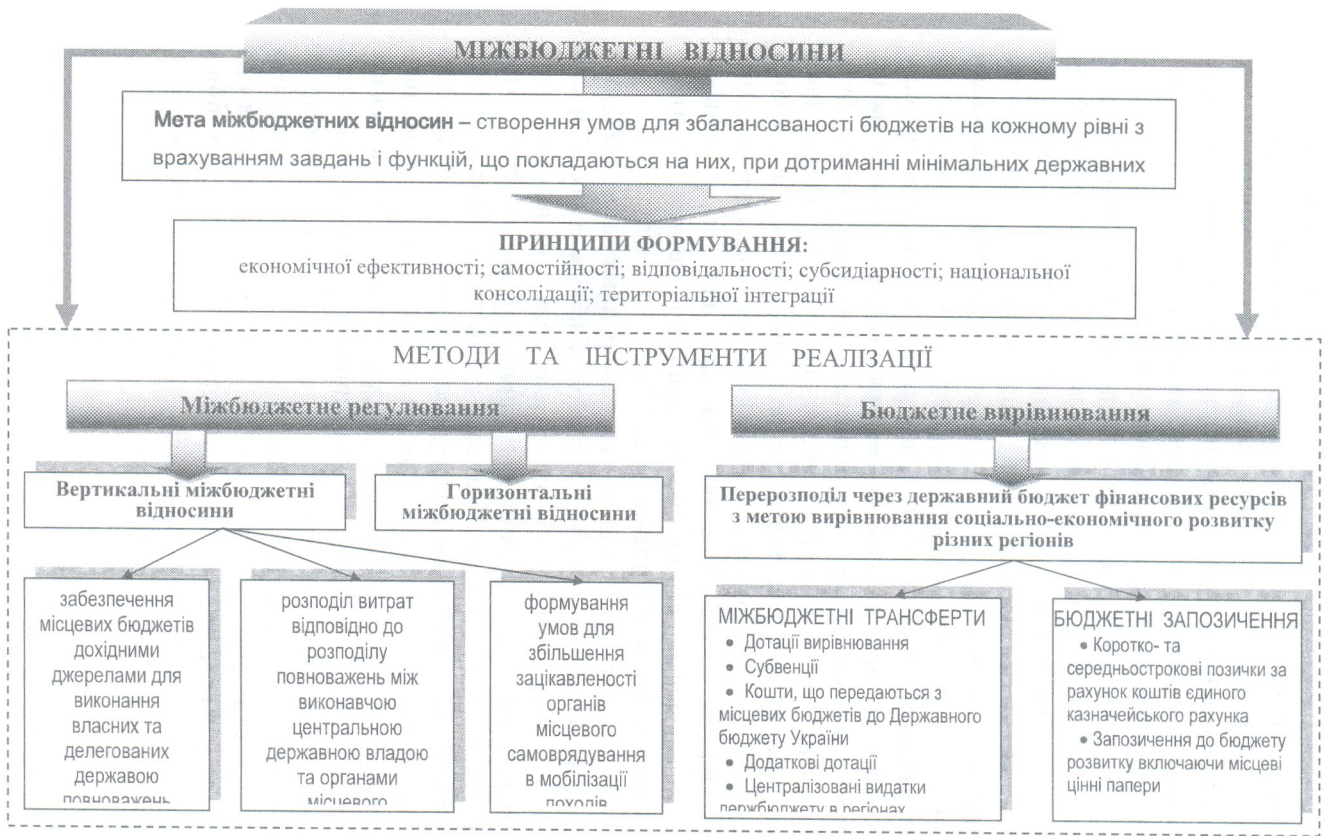 МІЖБЮДЖЕТНІ ВІДНОСИНИ
Мета міжбюджетних відносин – створення умов для збалансованості бюджетів на кожному рівні з
врахуванням завдань і функцій, що покладаються на них, при дотриманні мінімальних державних
ПРИНЦИПИ ФОРМУВАННЯ:
економічної ефективності; самостійності; відповідальності; субсидіарності; національної
консолідації; територіальної інтеграції
МЕТОДИ ТА ІНСТРУМЕНТИ РЕАЛІЗАЦІЇ
Міжбюджетне регулювання
Вертикальні міжбюджетні
відносини
Горизонтальні
міжбюджетні відносини
забезпечення
місцевих бюджетів
дохідними
джерелами для
виконання
власних та
делегованих
державою
повноважень
розподіл витрат
відповідно до
розподілу
повноважень між
виконавчою
центральною
державною владою
та органами
місцевого
формування
умов для
збільшення
зацікавленості
органів
місцевого
самоврядування
в мобілізації
доходів
Бюджетне вирівнювання
Перерозподіл через державний бюджет фінансових ресурсів
з метою вирівнювання соціально-економічного розвитку
різних регіонів
МІЖБЮДЖЕТНІ ТРАНСФЕРТИ
• Дотації вирівнювання
• Субвенції
• Кошти, що передаються з
місцевих бюджетів до Державного
бюджету України
• Додаткові дотації
• Централізовані видатки
держбюджету в регіонах
БЮДЖЕТНІ ЗАПОЗИЧЕННЯ
• Коротко- та
середньострокові позички за
рахунок коштів єдиного
казначейського рахунка
• Запозичення до бюджету
розвитку включаючи місцеві
цінні папери